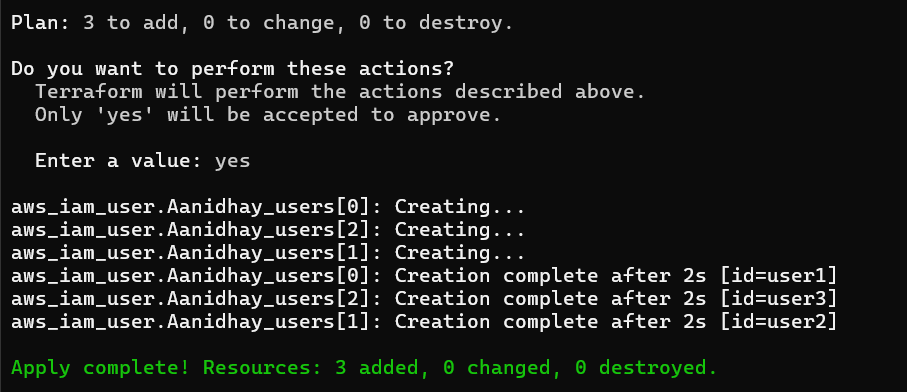 Plan: 3 to add, 0 to change, 0 to destroy.
Do you want to perform these actions?
Terraform will perform the actions described above.
Only 'yes' will be accepted to approve.
Enter a value: yes
aws_iam_user.Aanidhay_users[0]: Creating...
aws_iam_user.Aanidhay_users[2]: Creating...
aws_iam_user.Aanidhay_users[1]: Creating...
aws_iam_user.Aanidhay_users[0]: Creation complete after 2s [id=user1]
aws_iam_user.Aanidhay_users[2]: Creation complete after 2s [id=user3]
aws_iam_user.Aanidhay_users[1]: Creation complete after 2s [id=user2]
Apply complete! Resources: 3 added, 0 changed, 0 destroyed.